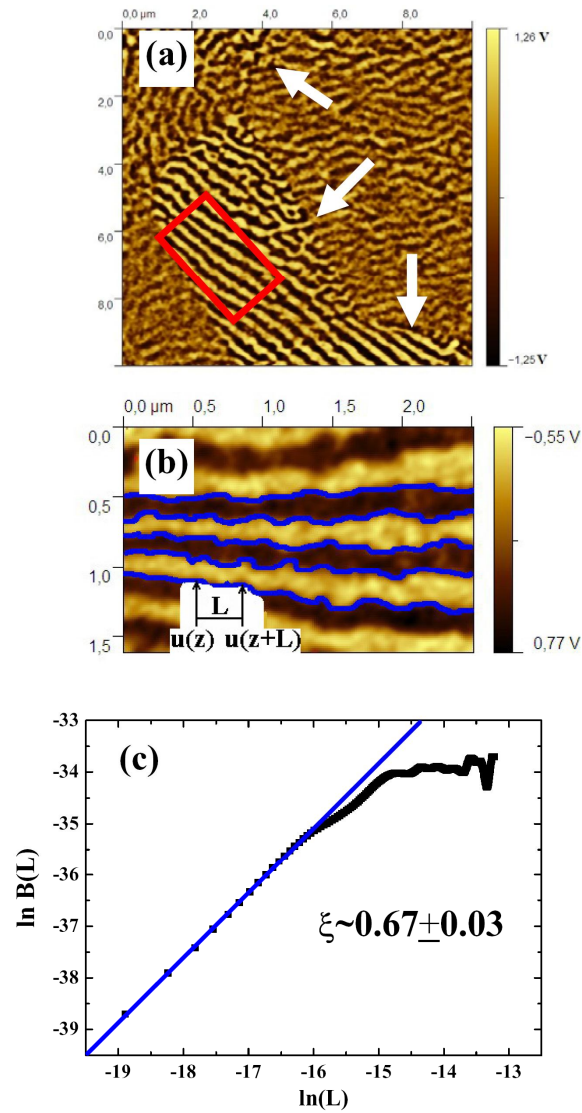 0,0 µm 2,0 4,0 6,0 8,0
0,0
2,0
4,0
6,0
8,0
(a)
1,26 V
−1,25 V
0,0 µm 0,5 1,0 1,5 2,0
0,0
0,5
1,0
1,5
(b)
L
u(z) u(z+L)
−0,55 V
0,77 V
-33
-34
-35
-36
-37
-38
-39
ln B(L)
(c)
ξ~0.67±0.03
-19 -18 -17 -16 -15 -14 -13
ln(L)